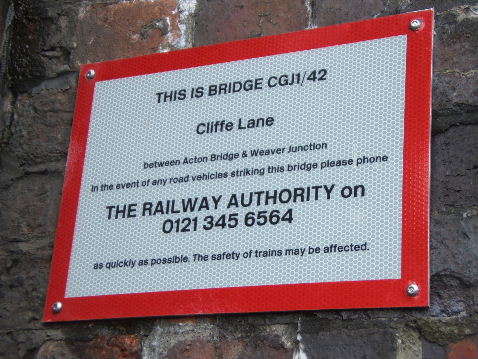 THIS IS BRIDGE CGJ1/42
Cliffe Lane
between Acton Bridge & Weaver Junction
In the event of any road vehicles striking this bridge please phone
THE RAILWAY AUTHORITY on
0121 345 6564
as quickly as possible. The safety of trains may be affected.